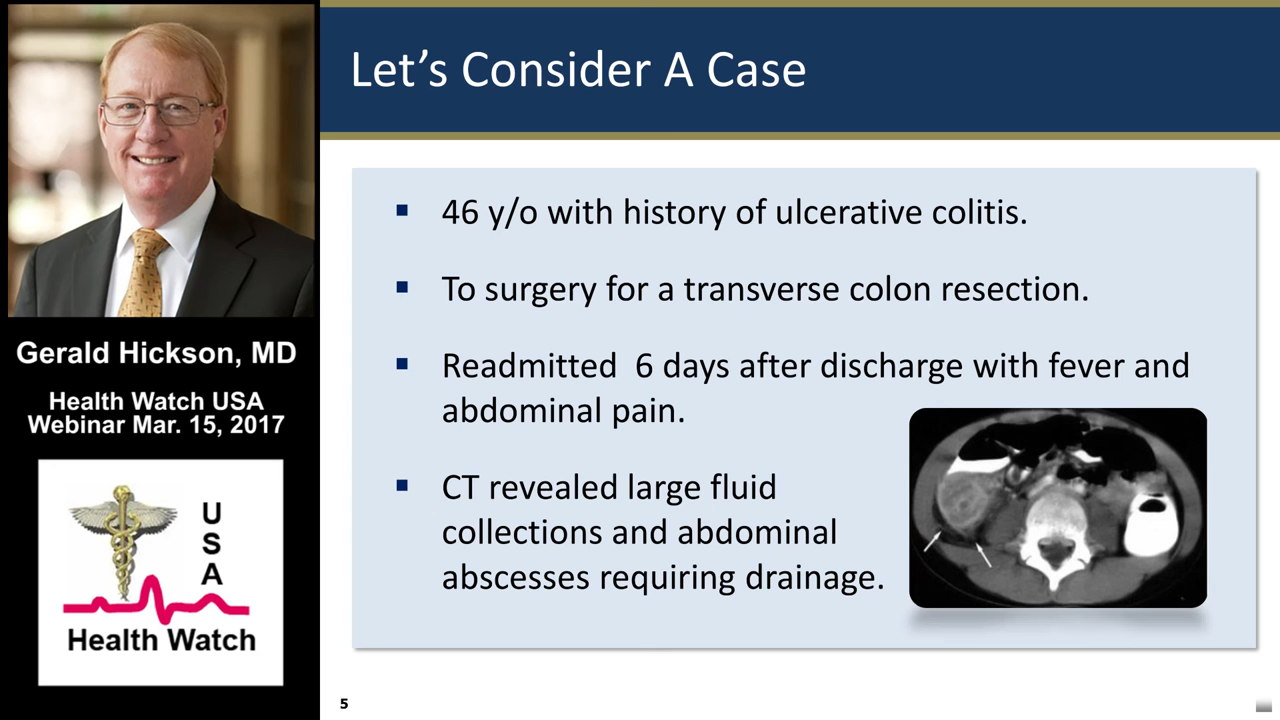 Let’s Consider A Case
▪ 46 y/o with history of ulcerative colitis.
▪ To surgery for a transverse colon resection.
▪ Readmitted  6 days after discharge with fever and
abdominal pain.
▪ CT revealed large fluid
collections and abdominal
abscesses requiring drainage.
5
Gerald Hickson, MD
Health Watch USA
Webinar Mar. 15, 2017
U
S
A
Health Watch